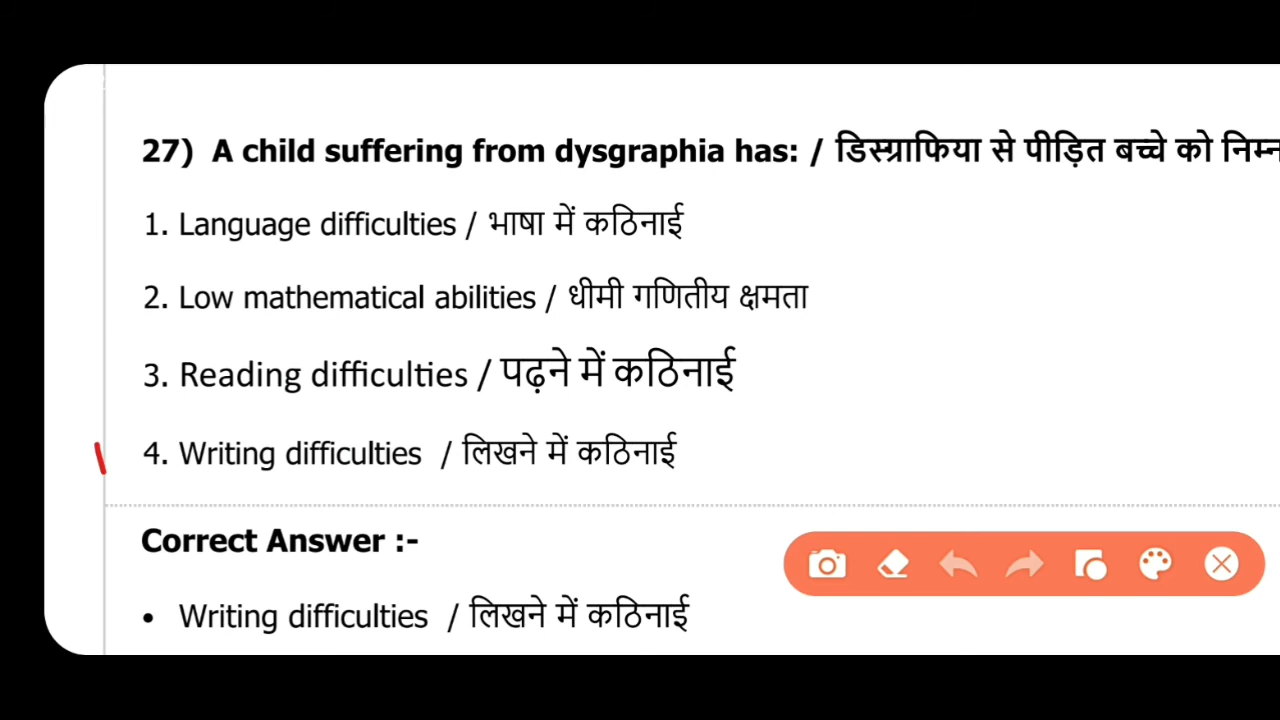 27) A child suffering from dysgraphia has: / डिस्ग्राफिया से पीड़ित बच्चे को
1. Language difficulties / भाषा में कठिनाई
2. Low mathematical abilities / धीमी गणितीय क्षमता
3. Reading difficulties / पढ़ने में कठिनाई
4. Writing difficulties / लिखने में कठिनाई
Correct Answer :-
• Writing difficulties / लिखने में कठिनाई